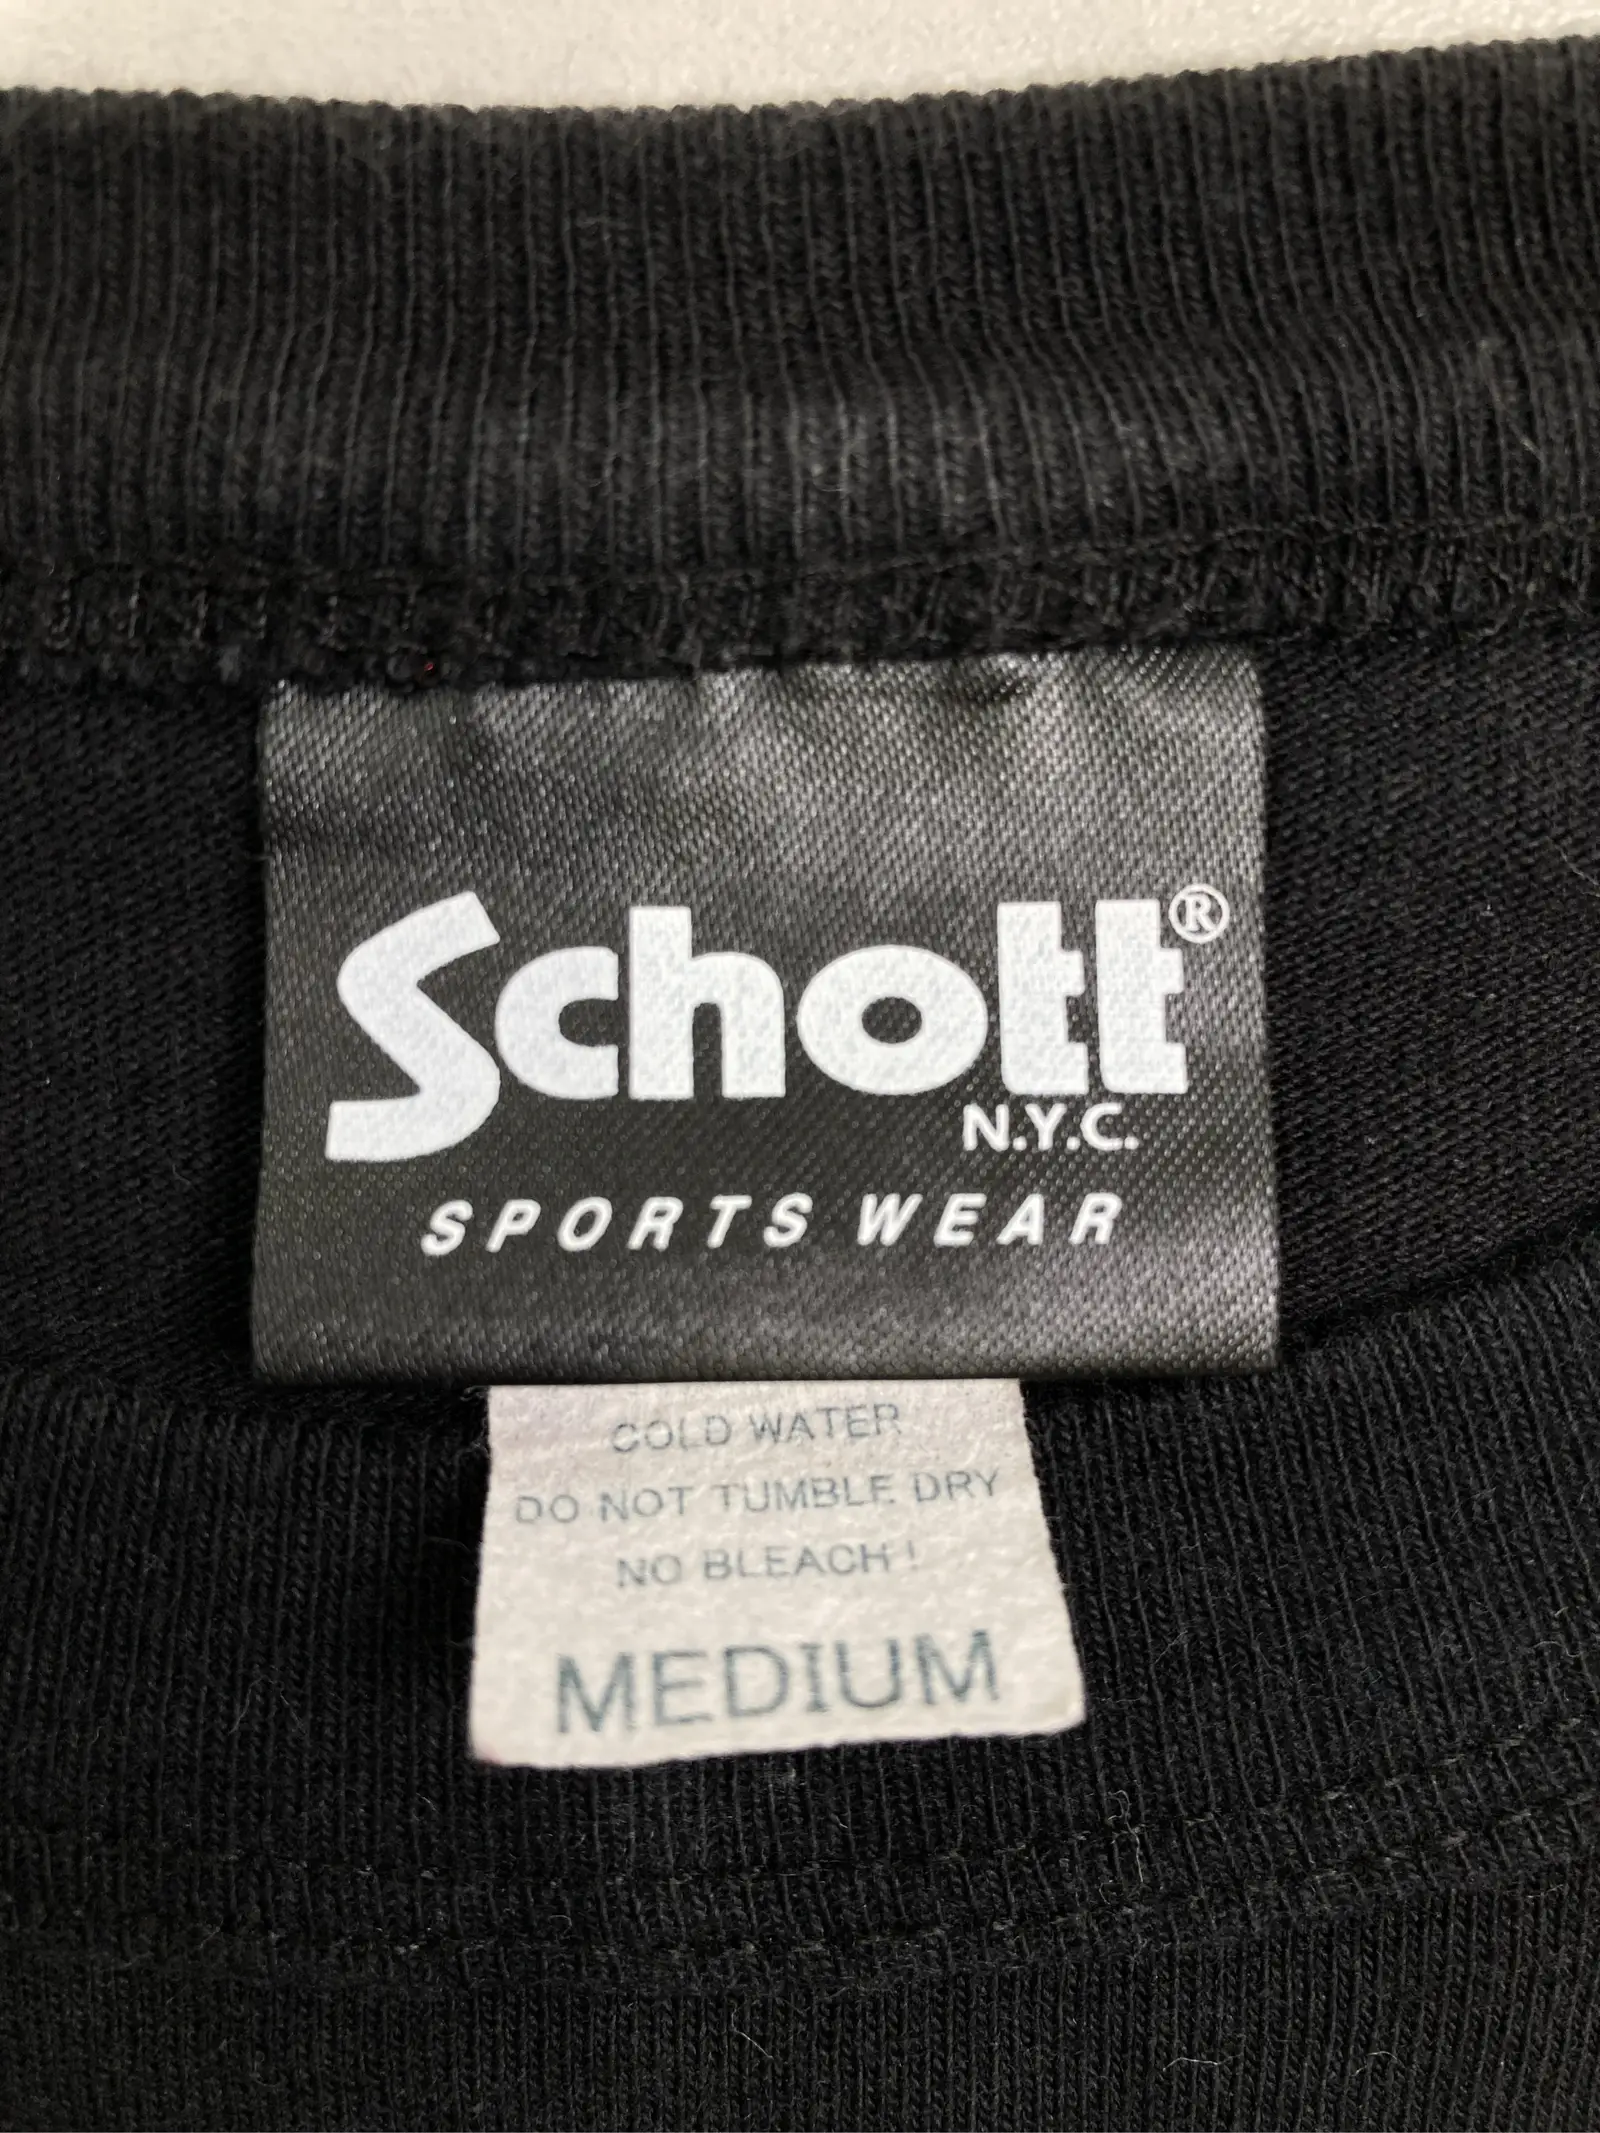 Schott®
N.Y.C.
SPORTS WEAR
COLD WATER
DO NOT TUMBLE DRY
NO BLEACH!
MEDIUM